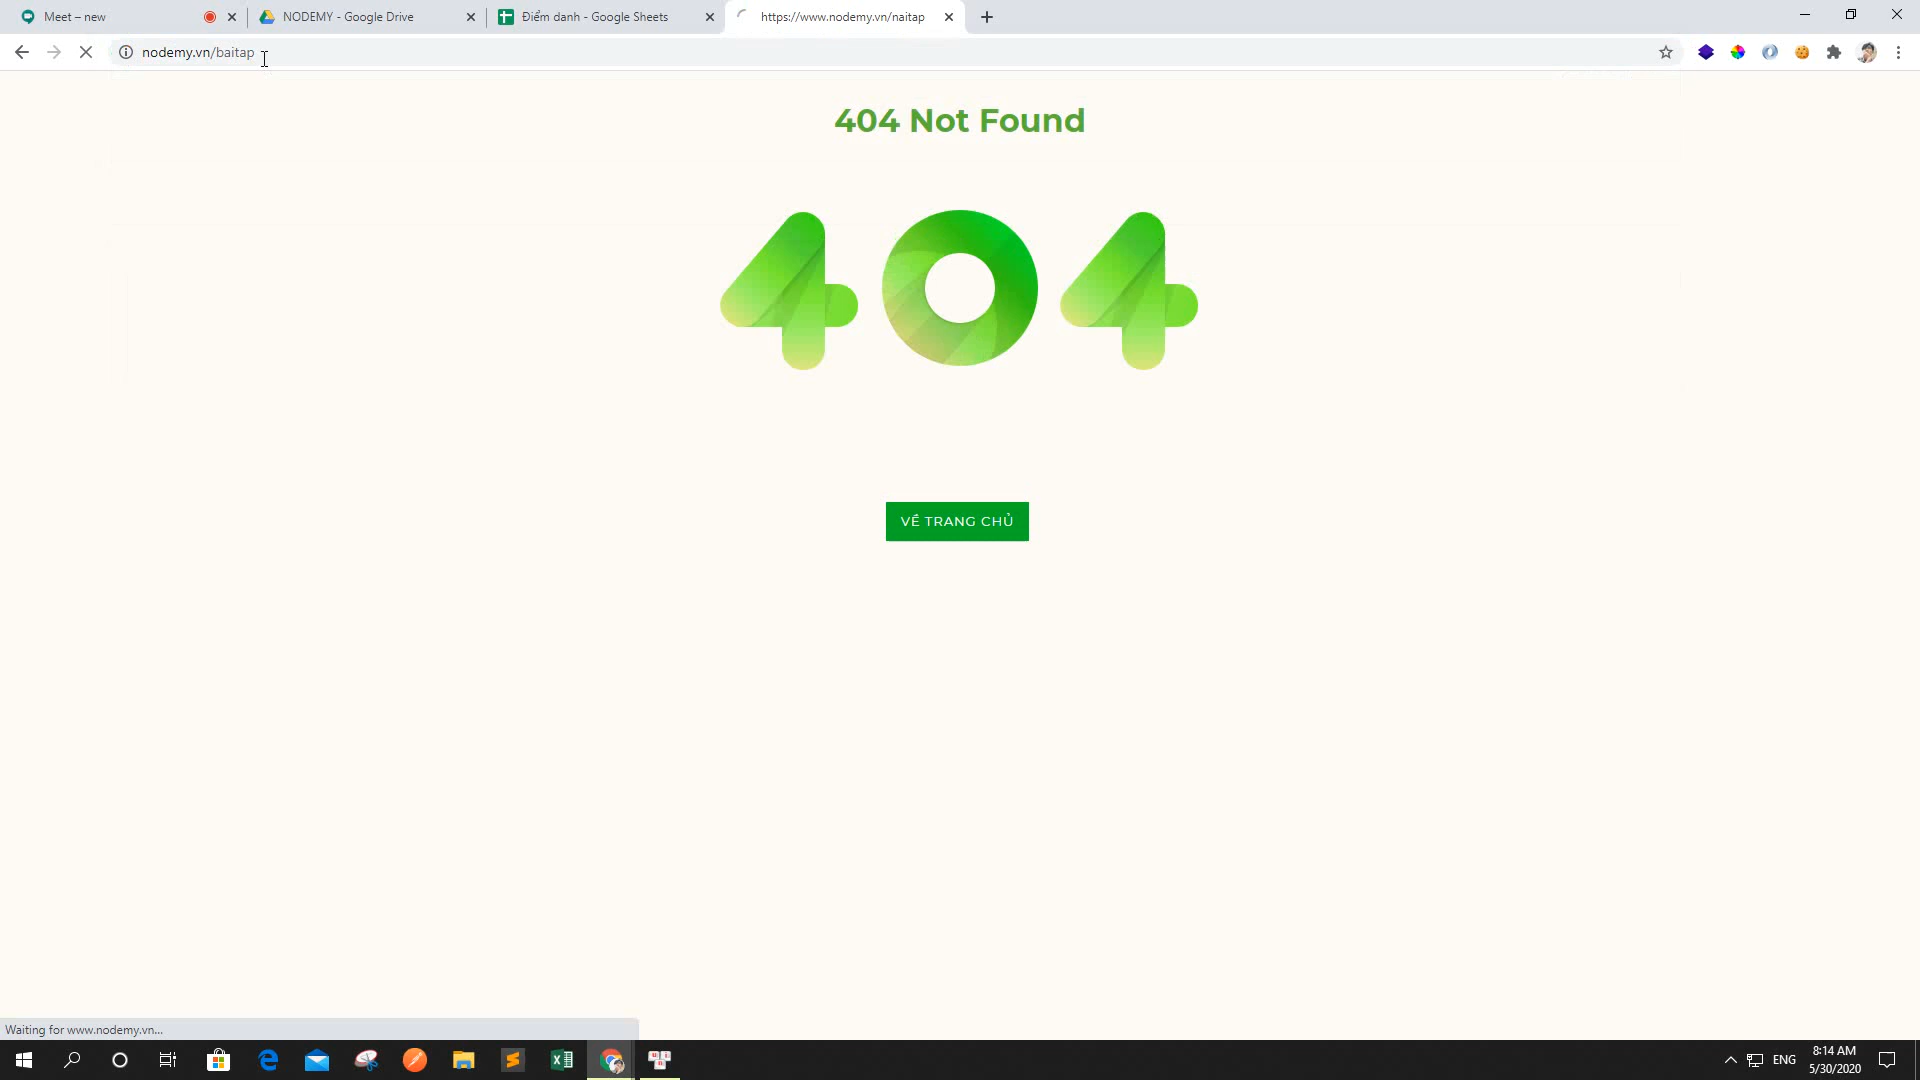 Meet – new
NODEMY - Google Drive
Điểm danh - Google Sheets
https://www.nodemy.vn/naitap
nodemy.vn/baitap
404 Not Found
404
VỀ TRANG CHỦ
Waiting for www.nodemy.vn...
ENG
8:14 AM
5/30/2020